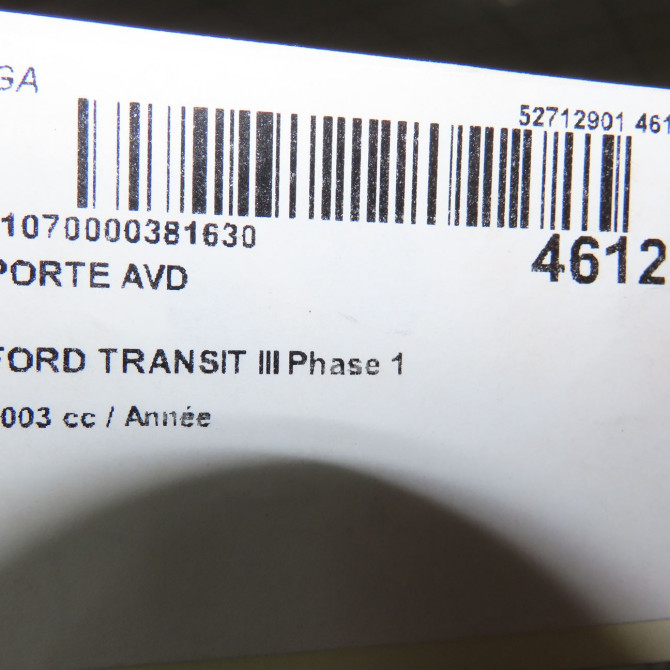 GA
52712901 461
1070000381630
4612
PORTE AVD
FORD TRANSIT III Phase 1
003 cc / Année